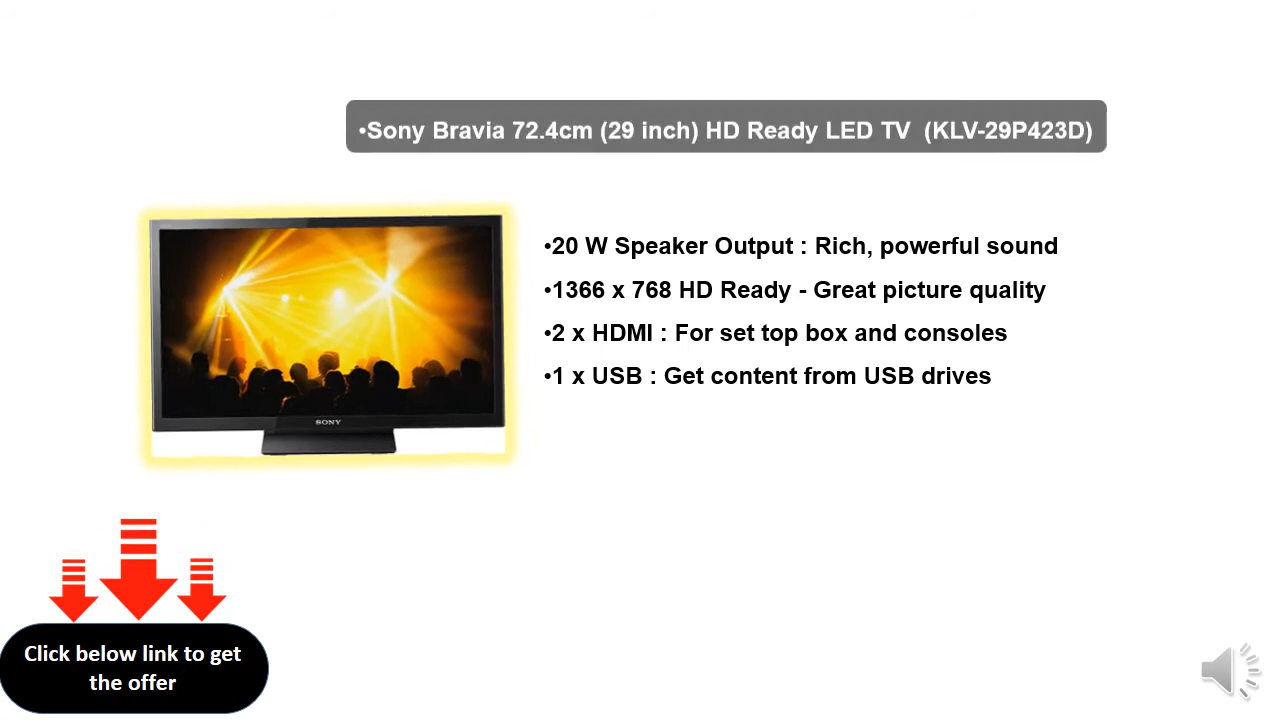 •Sony Bravia 72.4cm (29 inch) HD Ready LED TV  (KLV-29P423D)
•20 W Speaker Output : Rich, powerful sound
•1366 x 768 HD Ready - Great picture quality
•2 x HDMI : For set top box and consoles
•1 x USB : Get content from USB drives
SONY
Click below link to get
the offer